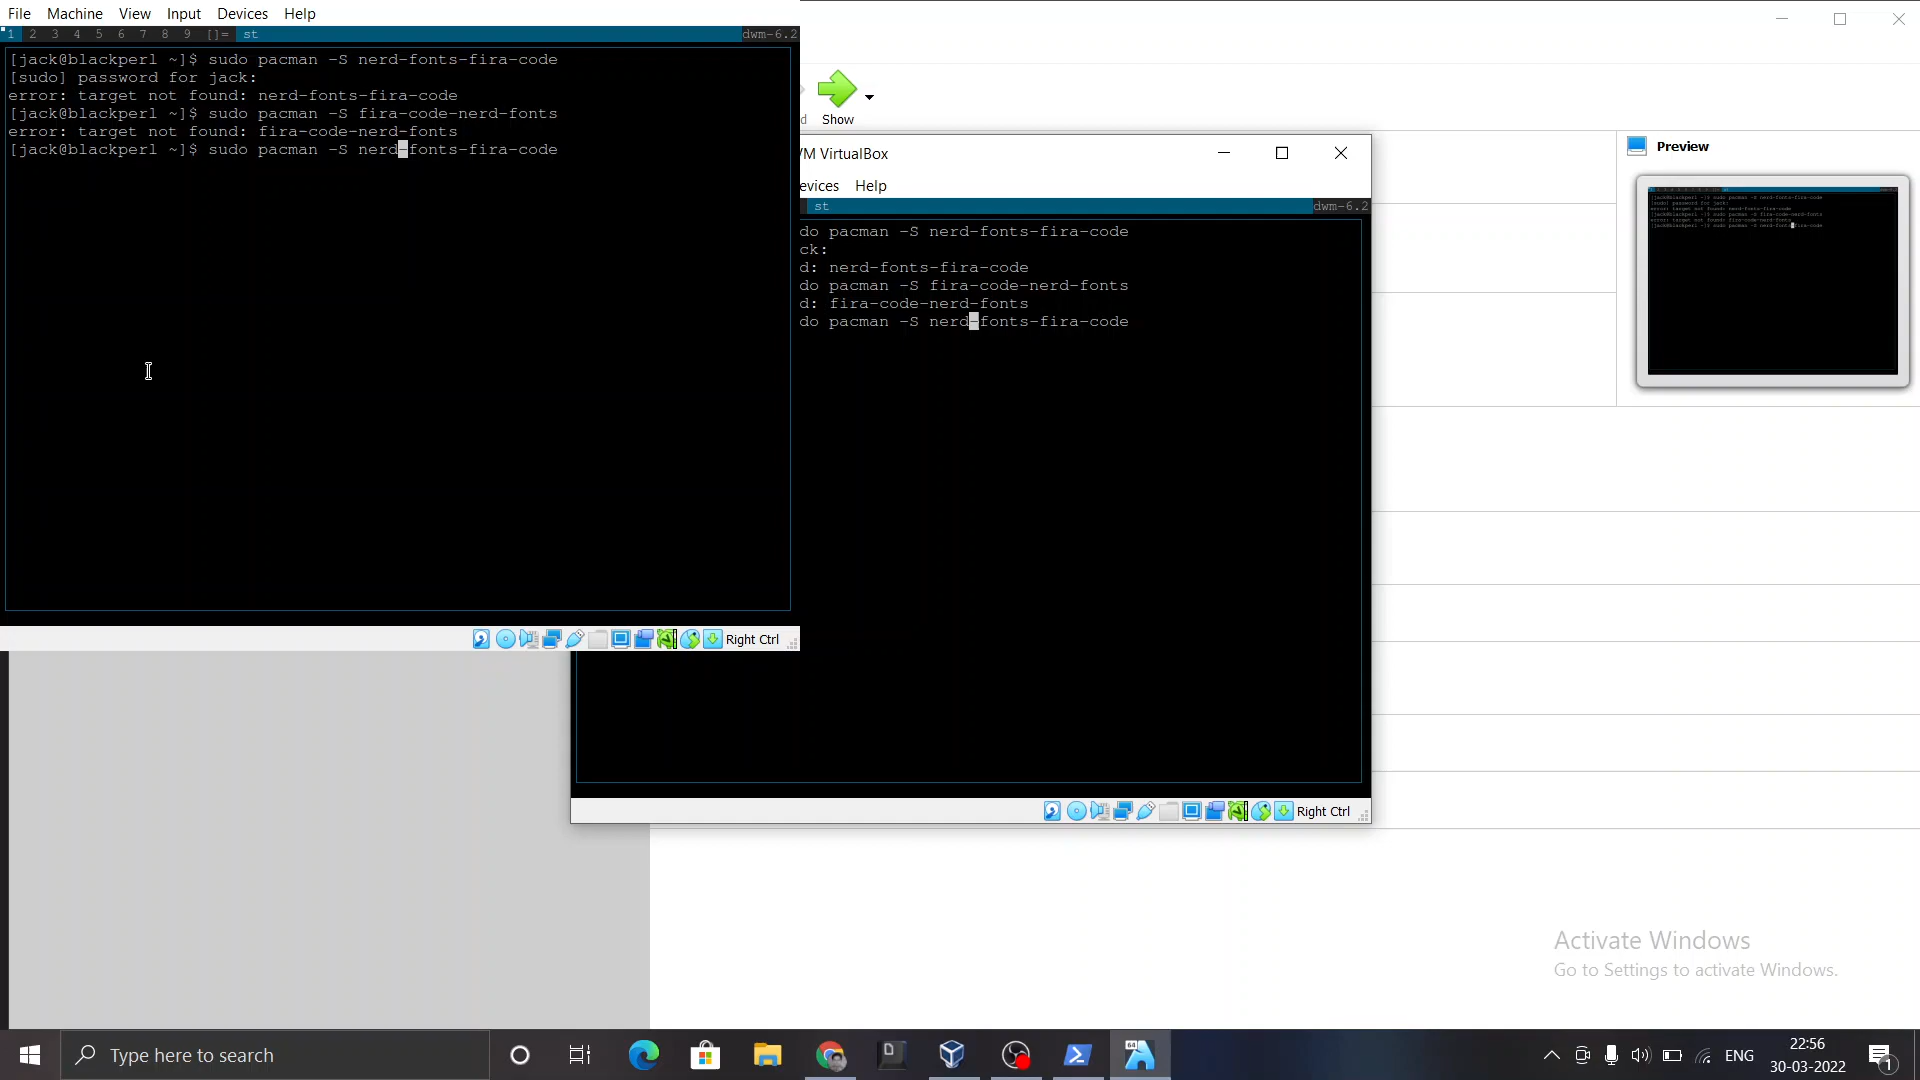 File Machine View Input Devices Help
1 2 3 4 5 6 7 8 9 []= st dwm-6.2
[jack@blackperl ~]$ sudo pacman -S nerd-fonts-fira-code
[sudo] password for jack:
error: target not found: nerd-fonts-fira-code
[jack@blackperl ~]$ sudo pacman -S fira-code-nerd-fonts
error: target not found: fira-code-nerd-fonts
[jack@blackperl ~]$ sudo pacman -S nerd-fonts-fira-code
Right Ctrl
d Show
VM VirtualBox
evices Help
st dwm-6.2
do pacman -S nerd-fonts-fira-code
ck:
d: nerd-fonts-fira-code
do pacman -S fira-code-nerd-fonts
d: fira-code-nerd-fonts
do pacman -S nerd-fonts-fira-code
Right Ctrl
Preview
Activate Windows
Go to Settings to activate Windows.
Type here to search
64
ENG
22:56
30-03-2022
1